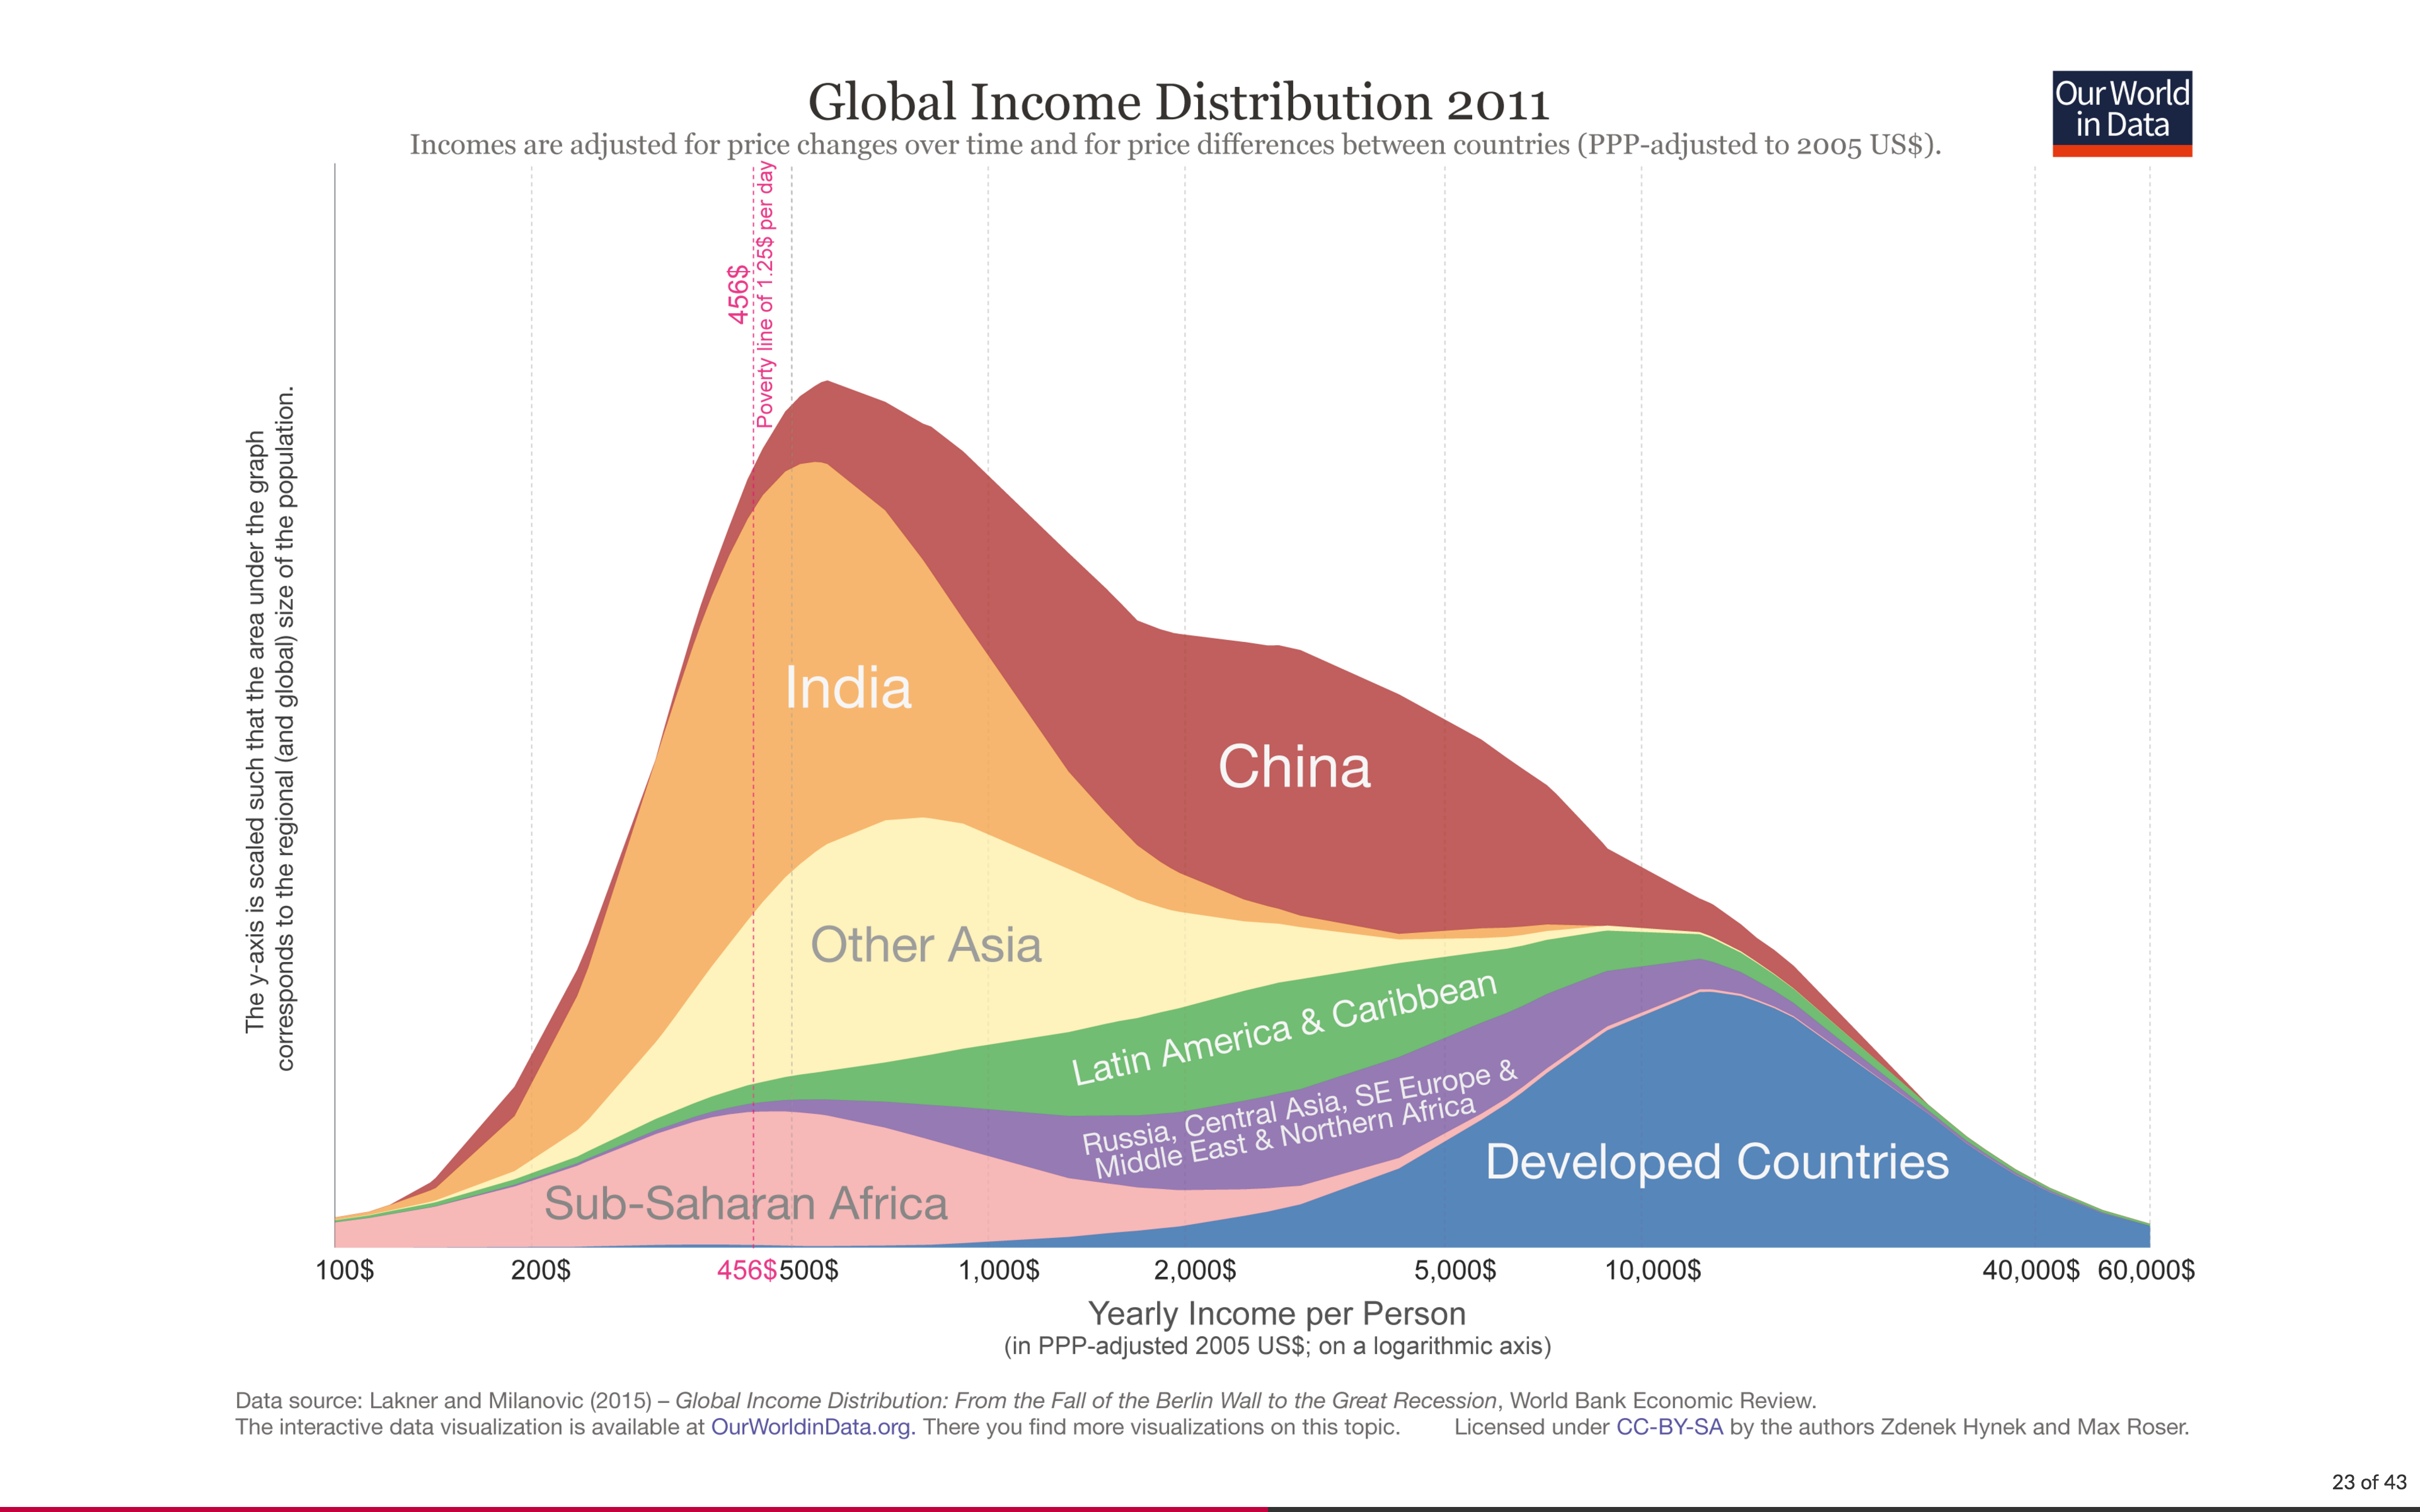 Global Income Distribution 2011
Our World
in Data
Incomes are adjusted for price changes over time and for price differences between countries (PPP-adjusted to 2005 US$).
456$
Poverty line of 1.25$ per day
The y-axis is scaled such that the area under the graph
corresponds to the regional (and global) size of the population.
India
China
Other Asia
Latin America & Caribbean
Russia, Central Asia, SE Europe &
Middle East & Northern Africa
Developed Countries
Sub-Saharan Africa
100$ 200$ 456$ 500$ 1,000$ 2,000$ 5,000$ 10,000$ 40,000$ 60,000$
Yearly Income per Person
(in PPP-adjusted 2005 US$; on a logarithmic axis)
Data source: Lakner and Milanovic (2015) – Global Income Distribution: From the Fall of the Berlin Wall to the Great Recession, World Bank Economic Review.
The interactive data visualization is available at OurWorldinData.org. There you find more visualizations on this topic. Licensed under CC-BY-SA by the authors Zdenek Hynek and Max Roser.
23 of 43